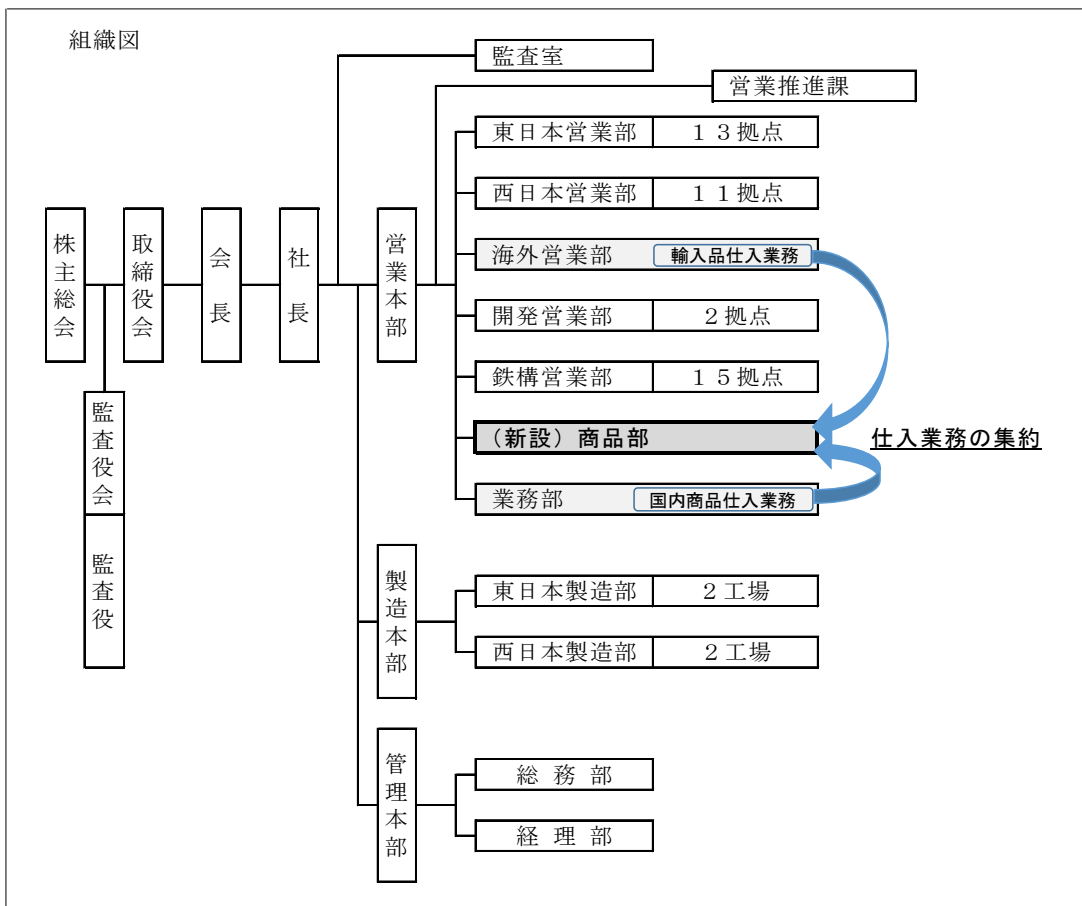 組織図
監査室
営業推進課
東日本営業部 １３拠点
西日本営業部 １１拠点
株主総会
取締役会
会長
社長
営業本部
海外営業部 輸入品仕入業務
開発営業部 ２拠点
鉄構営業部 １５拠点
（新設）商品部
仕入業務の集約
業務部 国内商品仕入業務
監査役会
監査役
製造本部
東日本製造部 ２工場
西日本製造部 ２工場
管理本部
総務部
経理部